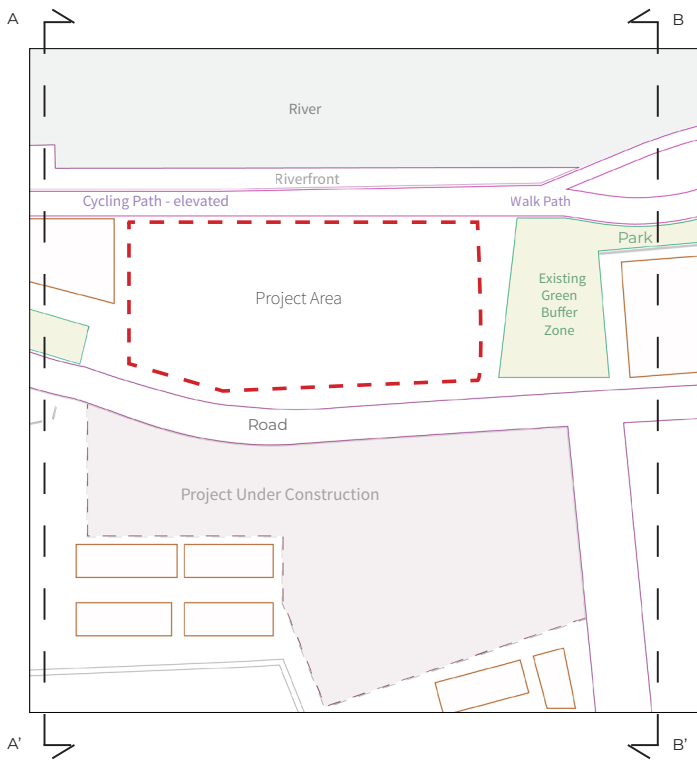 A
B
River
Riverfront
Cycling Path - elevated
Walk Path
Park
Project Area
Existing
Green
Buffer
Zone
Road
Project Under Construction
A'
B'